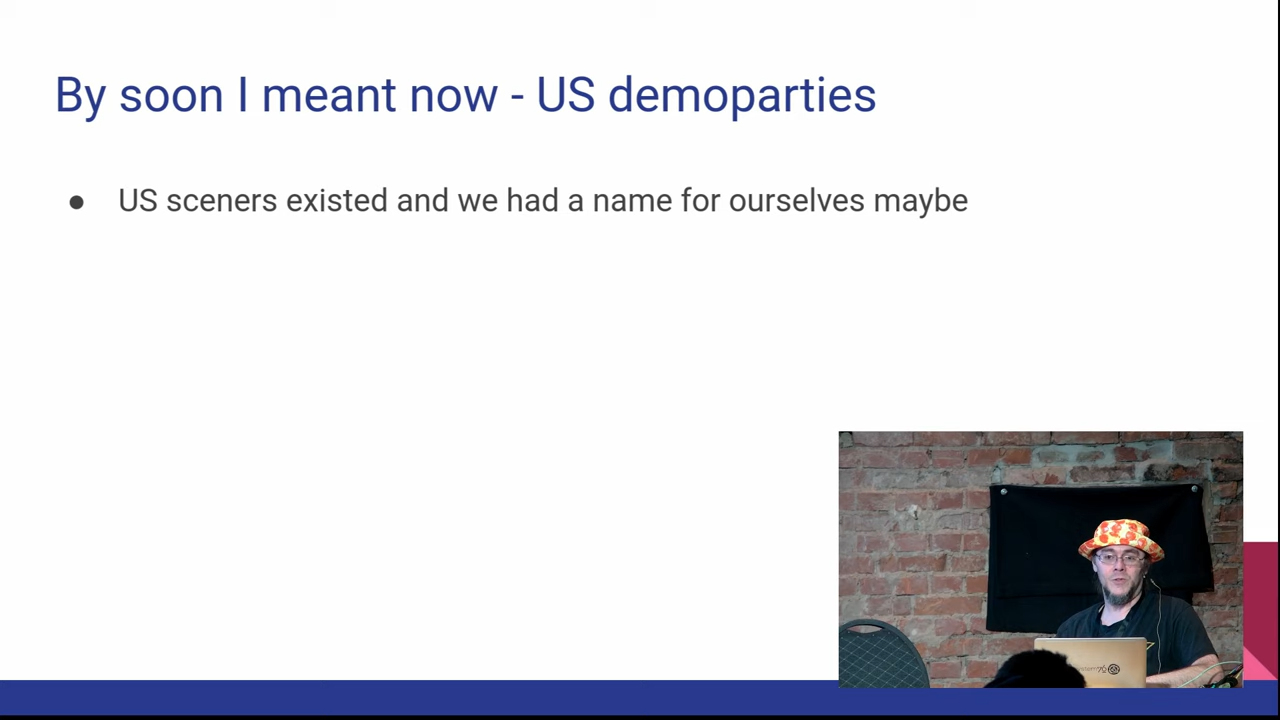 By soon I meant now - US demoparties
● US sceners existed and we had a name for ourselves maybe